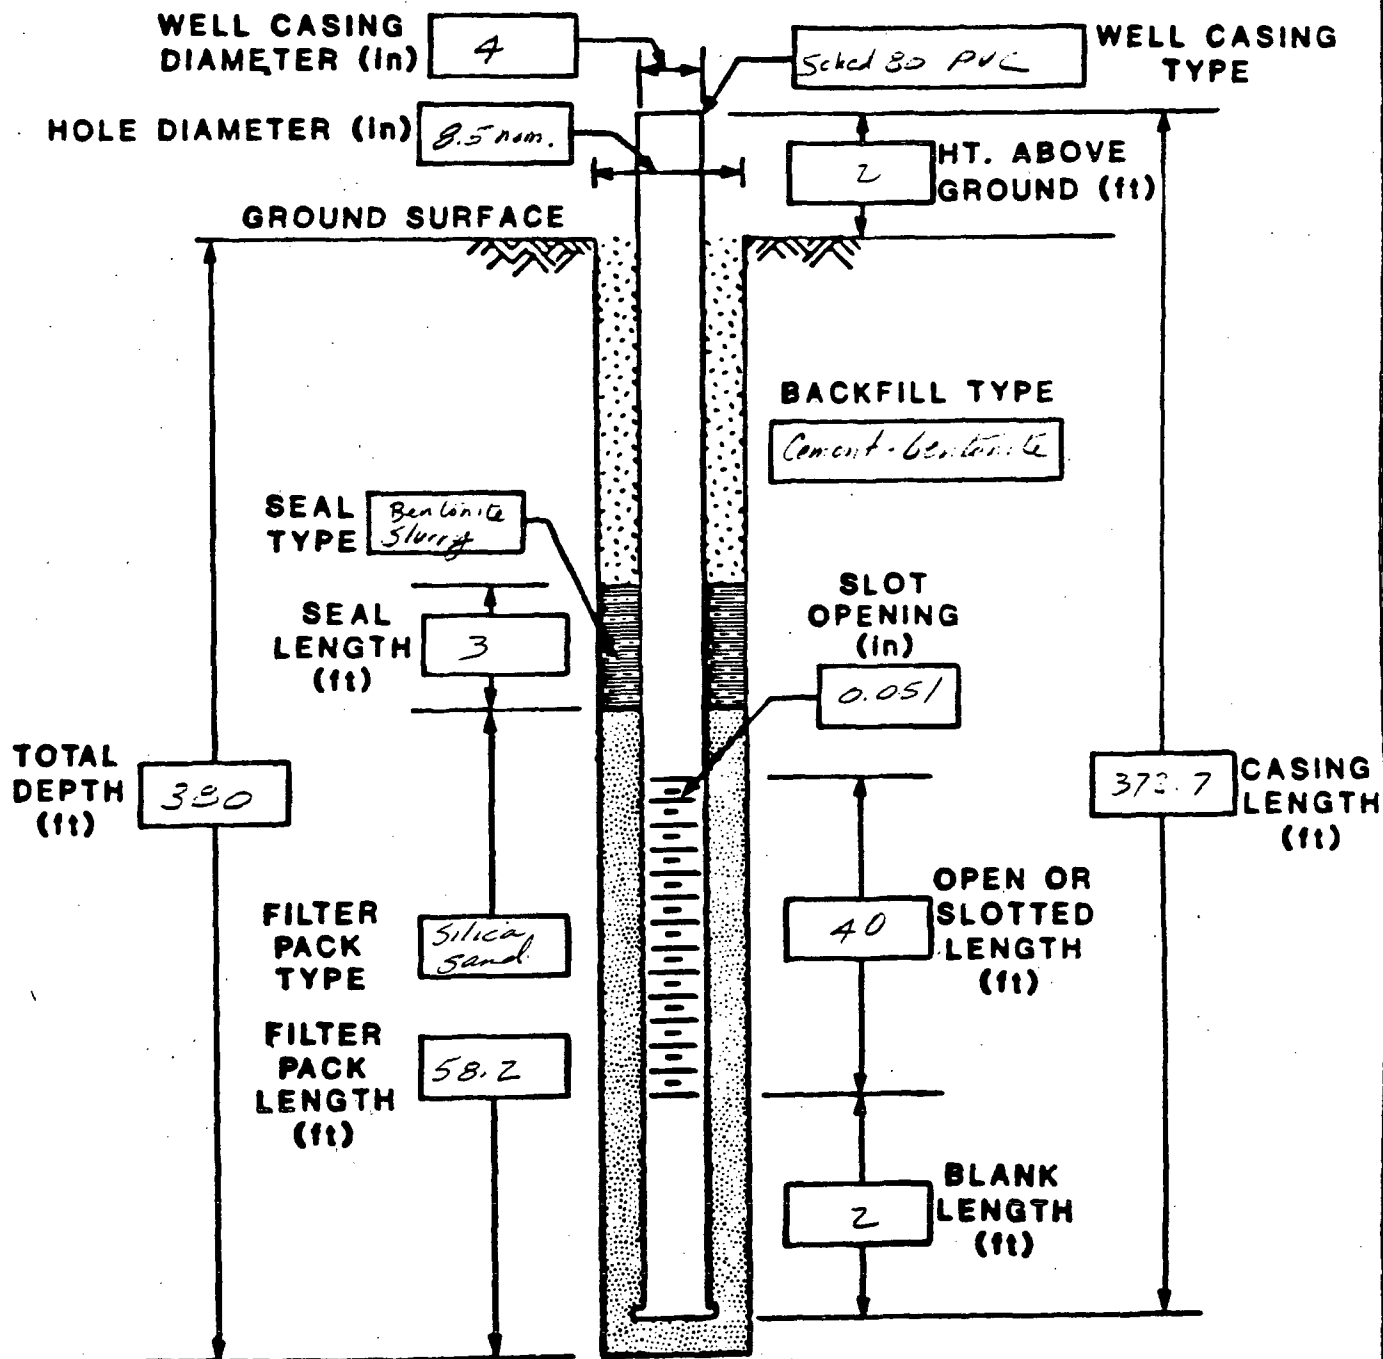 WELL CASING
DIAMETER (in)
4
Sched 80 PVC
WELL CASING
TYPE
HOLE DIAMETER (in)
8.5 nom.
2
HT. ABOVE
GROUND (ft)
GROUND SURFACE
BACKFILL TYPE
Cement-bentonite
SEAL
TYPE
Bentonite
Slurry
SEAL
LENGTH
(ft)
3
SLOT
OPENING
(in)
0.051
TOTAL
DEPTH
(ft)
380
CASING
LENGTH
(ft)
FILTER
PACK
TYPE
Silica
sand
40
OPEN OR
SLOTTED
LENGTH
(ft)
FILTER
PACK
LENGTH
(ft)
58.2
2
BLANK
LENGTH
(ft)